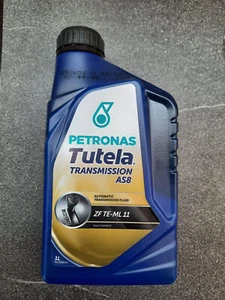 PETRONAS
Tutela
TRANSMISSION
AS8
AUTOMATIC
TRANSMISSION FLUID
ZF TE-ML 11
1L